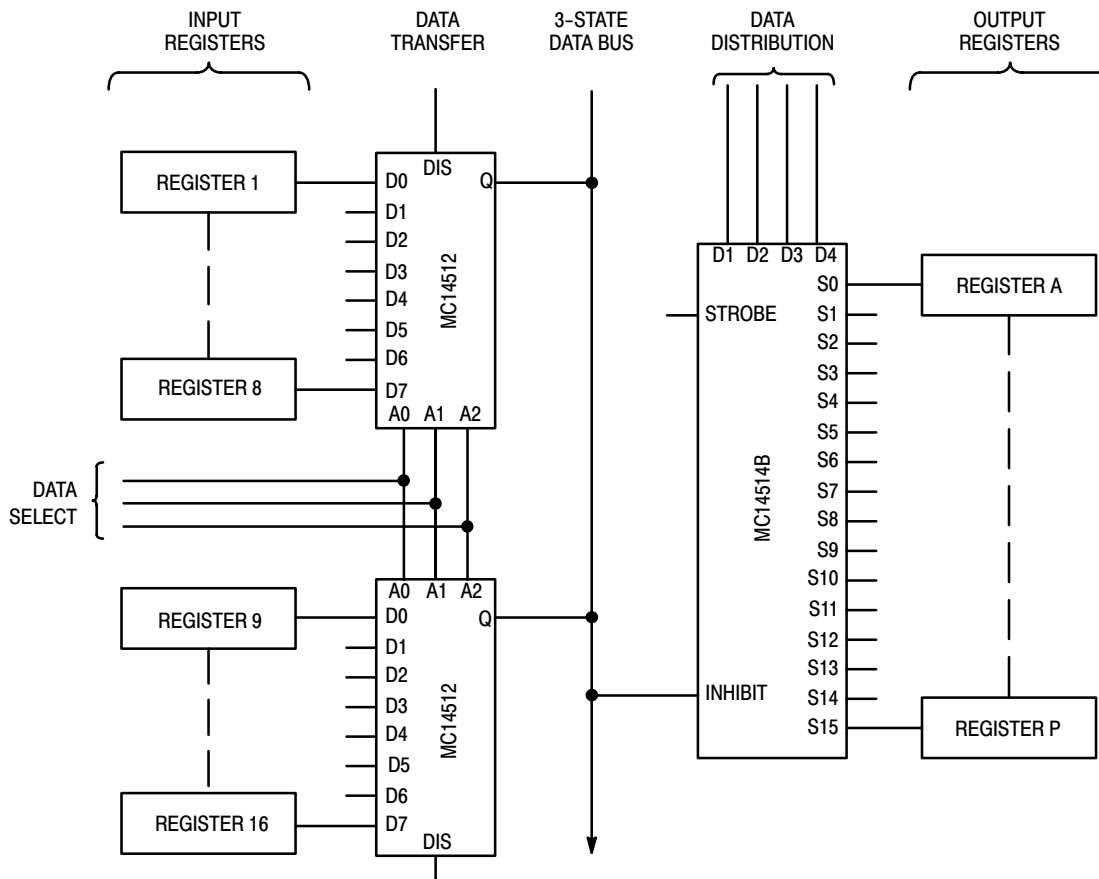 INPUT
REGISTERS
DATA
TRANSFER
3-STATE
DATA BUS
DATA
DISTRIBUTION
OUTPUT
REGISTERS
REGISTER 1
REGISTER 8
DIS
D0
D1
D2
D3
D4
D5
D6
D7
Q
MC14512
A0 A1 A2
DATA
SELECT
REGISTER 9
REGISTER 16
A0 A1 A2
D0
D1
D2
D3
D4
D5
D6
D7
Q
MC14512
DIS
D1 D2 D3 D4
STROBE
INHIBIT
MC14514B
S0
S1
S2
S3
S4
S5
S6
S7
S8
S9
S10
S11
S12
S13
S14
S15
REGISTER A
REGISTER P